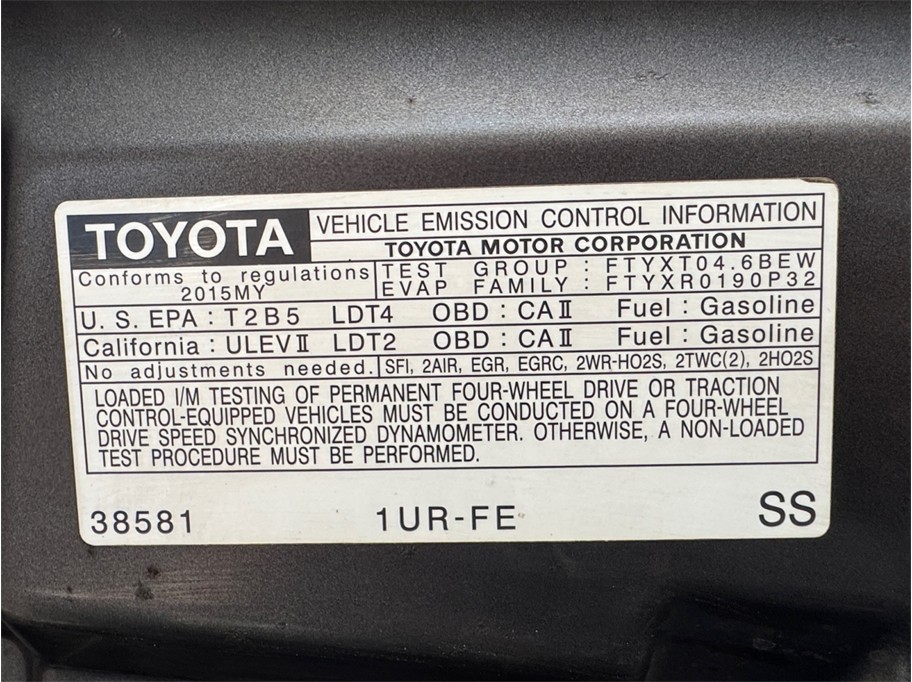 TOYOTA VEHICLE EMISSION CONTROL INFORMATION
TOYOTA MOTOR CORPORATION
Conforms to regulations
2015MY
TEST GROUP : FTYXT04.6BEW
EVAP FAMILY : FTYXR0190P32
U. S. EPA : T2B5 LDT4 OBD : CAⅡ Fuel : Gasoline
California : ULEVⅡ LDT2 OBD : CAⅡ Fuel : Gasoline
No adjustments needed. SFI, 2AIR, EGR, EGRC, 2WR-HO2S, 2TWC(2), 2HO2S
LOADED I/M TESTING OF PERMANENT FOUR-WHEEL DRIVE OR TRACTION
CONTROL-EQUIPPED VEHICLES MUST BE CONDUCTED ON A FOUR-WHEEL
DRIVE SPEED SYNCHRONIZED DYNAMOMETER. OTHERWISE, A NON-LOADED
TEST PROCEDURE MUST BE PERFORMED.
38581 1UR-FE SS